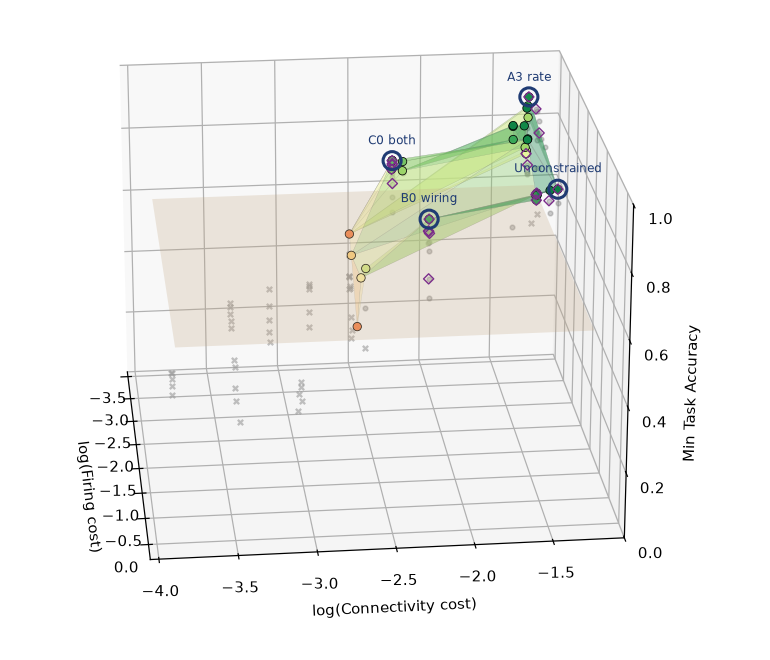 A3 rate
C0 both
Unconstrained
B0 wiring
1.0
0.8
0.6
0.4
0.2
0.0
Min Task Accuracy
−3.5
−3.0
−2.5
−2.0
−1.5
−1.0
−0.5
0.0
log(Firing cost)
−4.0
−3.5
−3.0
−2.5
−2.0
−1.5
log(Connectivity cost)